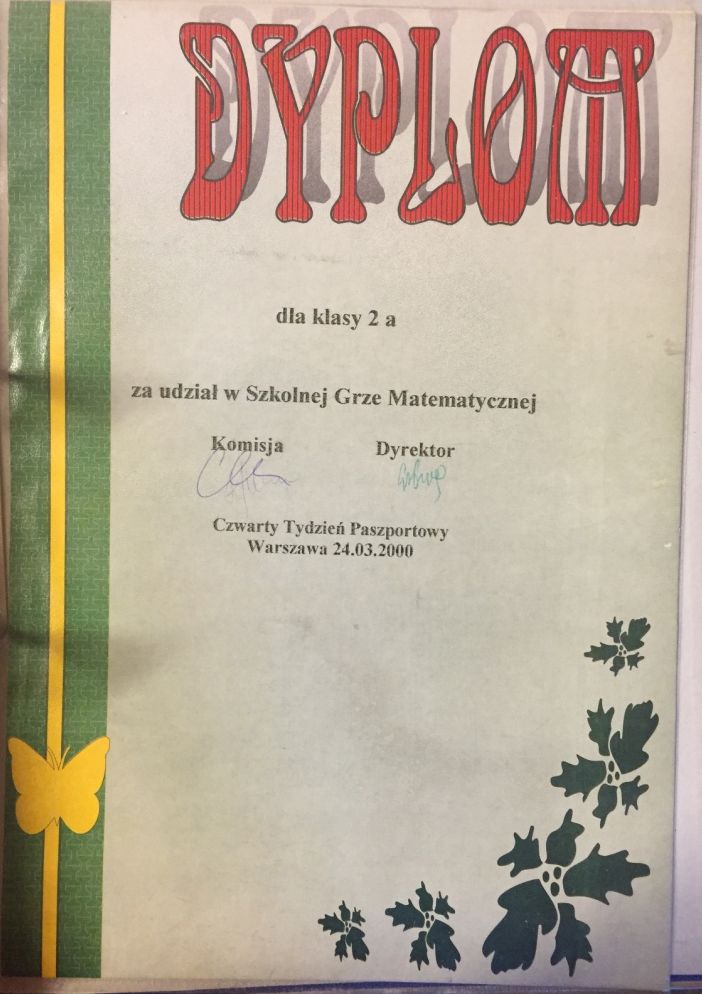 DYPLOM
dla klasy 2 a
za udział w Szkolnej Grze Matematycznej
Komisja Dyrektor
Czwarty Tydzień Paszportowy
Warszawa 24.03.2000